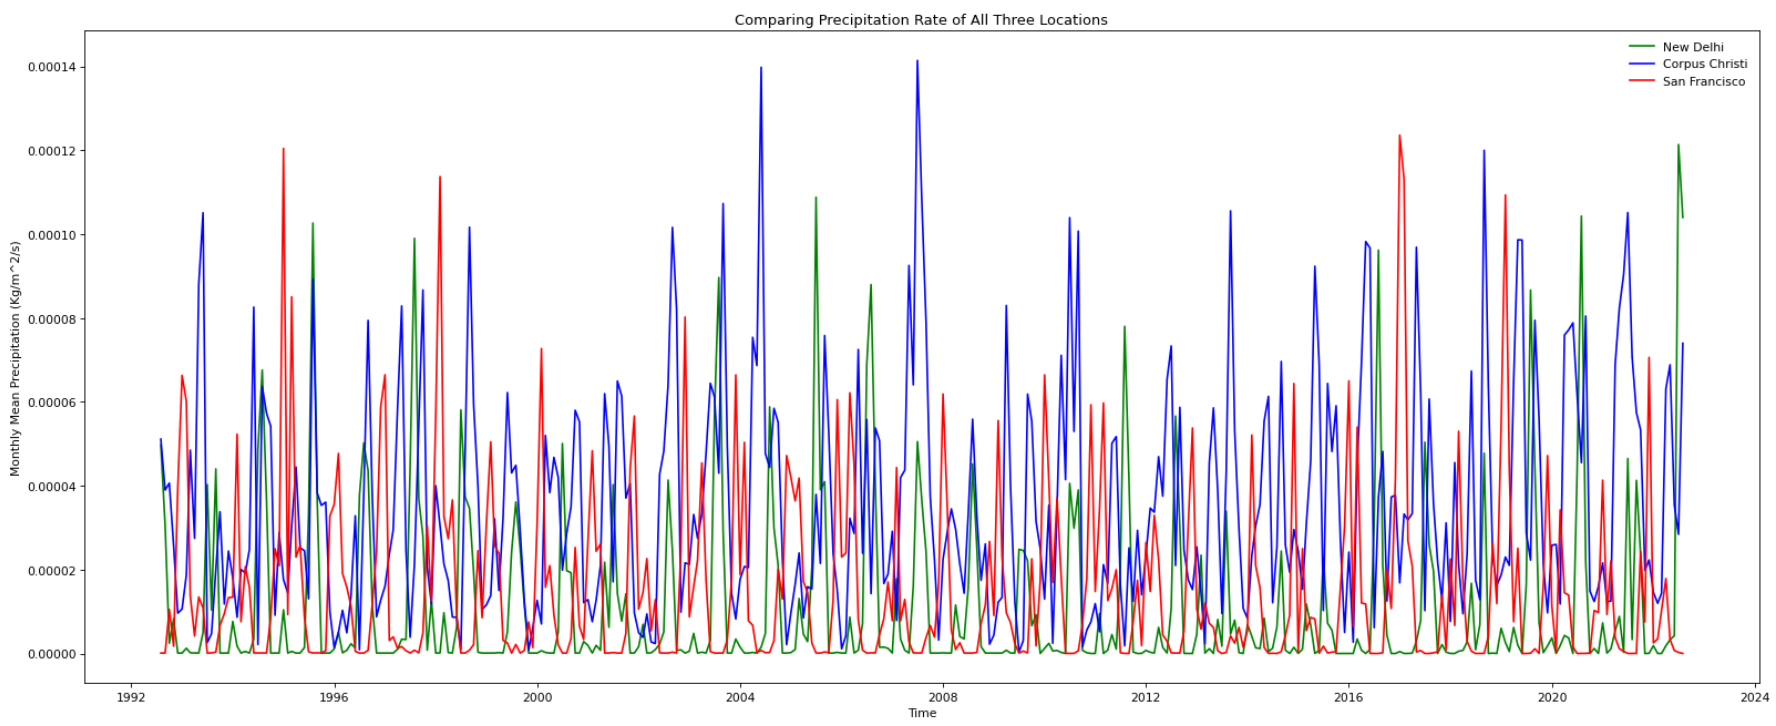 Comparing Precipitation Rate of All Three Locations
New Delhi
Corpus Christi
San Francisco
Monthly Mean Precipitation (Kg/m^2/s)
0.00014
0.00012
0.00010
0.00008
0.00006
0.00004
0.00002
0.00000
1992
1996
2000
2004
2008
2012
2016
2020
2024
Time